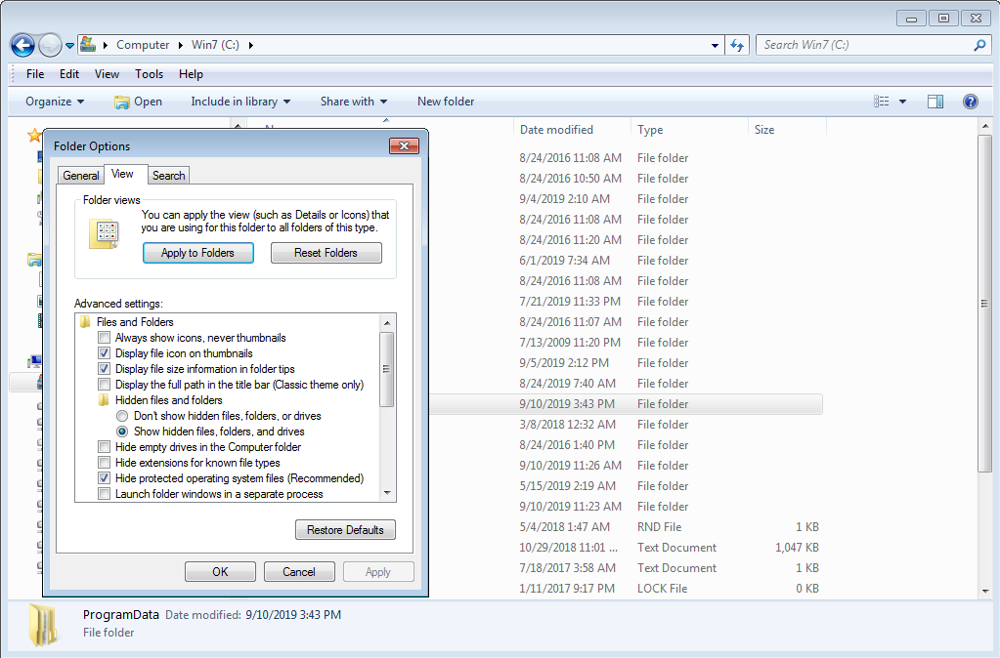 Computer Win7 (C:) Search Win7 (C:)
File Edit View Tools Help
Organize Open Include in library Share with New folder
Date modified Type Size
8/24/2016 11:08 AM File folder
8/24/2016 10:50 AM File folder
9/4/2019 2:10 AM File folder
8/24/2016 11:08 AM File folder
8/24/2016 11:20 AM File folder
6/1/2019 7:34 AM File folder
8/24/2016 11:08 AM File folder
7/21/2019 11:33 PM File folder
8/24/2016 11:07 AM File folder
7/13/2009 11:20 PM File folder
9/5/2019 2:12 PM File folder
8/24/2019 7:40 AM File folder
9/10/2019 3:43 PM File folder
3/8/2018 12:32 AM File folder
8/24/2016 1:40 PM File folder
9/10/2019 11:26 AM File folder
5/15/2019 2:19 AM File folder
9/10/2019 11:23 AM File folder
5/4/2018 1:47 AM RND File 1 KB
10/29/2018 11:01 ... Text Document 1,047 KB
7/18/2017 3:58 AM Text Document 1 KB
1/11/2017 9:17 PM LOCK File 0 KB
Folder Options
General View Search
Folder views
You can apply the view (such as Details or Icons) that
you are using for this folder to all folders of this type.
Apply to Folders Reset Folders
Advanced settings:
Files and Folders
Always show icons, never thumbnails
Display file icon on thumbnails
Display file size information in folder tips
Display the full path in the title bar (Classic theme only)
Hidden files and folders
Don't show hidden files, folders, or drives
Show hidden files, folders, and drives
Hide empty drives in the Computer folder
Hide extensions for known file types
Hide protected operating system files (Recommended)
Launch folder windows in a separate process
Restore Defaults
OK Cancel Apply
ProgramData Date modified: 9/10/2019 3:43 PM
File folder